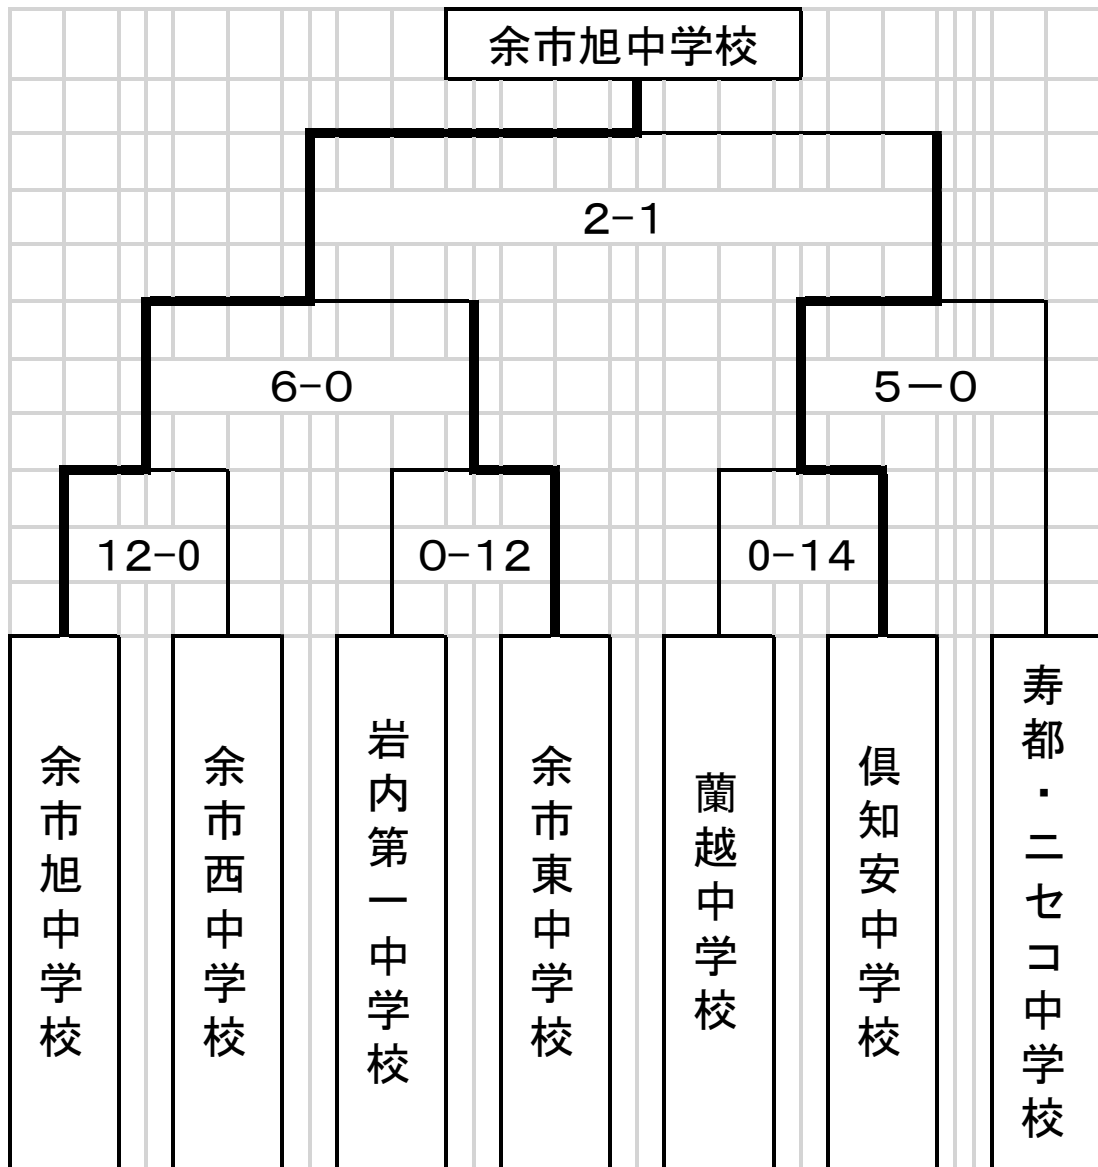 余市旭中学校
2-1
6-0
5－0
12-0
0-12
0-14
余市旭中学校
余市西中学校
岩内第一中学校
余市東中学校
蘭越中学校
倶知安中学校
寿都・ニセコ中学校